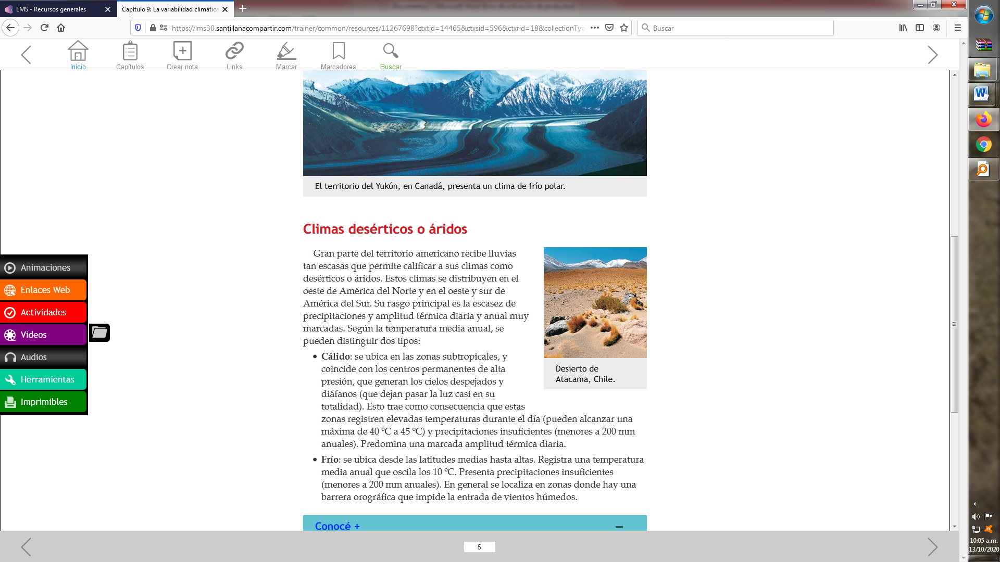 LMS - Recursos generales
Capítulo 9: La variabilidad climática
https://lms30.santillanacompartir.com/trainer/common/resources/11267698?ctxtid=14465&ctxsid=596&ctxrid=18&collectionTyp
Buscar
Inicio
Capítulos
Crear nota
Links
Marcar
Marcadores
Buscar
El territorio del Yukón, en Canadá, presenta un clima de frío polar.
Climas desérticos o áridos
Gran parte del territorio americano recibe lluvias
tan escasas que permite calificar a sus climas como
desérticos o áridos. Estos climas se distribuyen en el
oeste de América del Norte y en el oeste y sur de
América del Sur. Su rasgo principal es la escasez de
precipitaciones y amplitud térmica diaria y anual muy
marcadas. Según la temperatura media anual, se
pueden distinguir dos tipos:
• Cálido: se ubica en las zonas subtropicales, y
coincide con los centros permanentes de alta
presión, que generan los cielos despejados y
diáfanos (que dejan pasar la luz casi en su
totalidad). Esto trae como consecuencia que estas
zonas registren elevadas temperaturas durante el día (pueden alcanzar una
máxima de 40 ºC a 45 ºC) y precipitaciones insuficientes (menores a 200 mm
anuales). Predomina una marcada amplitud térmica diaria.
• Frío: se ubica desde las latitudes medias hasta altas. Registra una temperatura
media anual que oscila los 10 ºC. Presenta precipitaciones insuficientes
(menores a 200 mm anuales). En general se localiza en zonas donde hay una
barrera orográfica que impide la entrada de vientos húmedos.
Desierto de
Atacama, Chile.
Conocé +
Animaciones
Enlaces Web
Actividades
Videos
Audios
Herramientas
Imprimibles
5
10:05 a.m.
13/10/2020